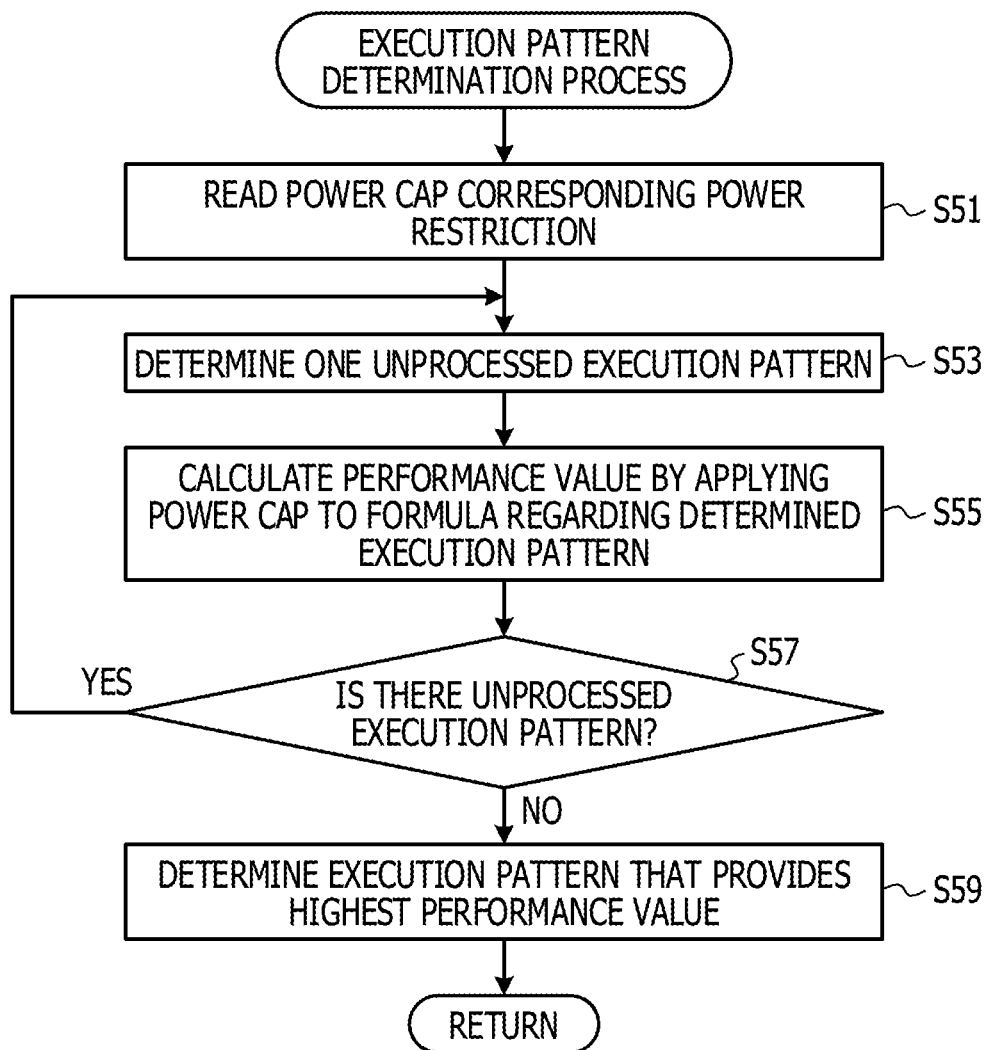 EXECUTION PATTERN
DETERMINATION PROCESS
READ POWER CAP CORRESPONDING POWER
RESTRICTION
S51
DETERMINE ONE UNPROCESSED EXECUTION PATTERN
S53
CALCULATE PERFORMANCE VALUE BY APPLYING
POWER CAP TO FORMULA REGARDING DETERMINED
EXECUTION PATTERN
S55
S57
YES
IS THERE UNPROCESSED
EXECUTION PATTERN?
NO
DETERMINE EXECUTION PATTERN THAT PROVIDES
HIGHEST PERFORMANCE VALUE
S59
RETURN